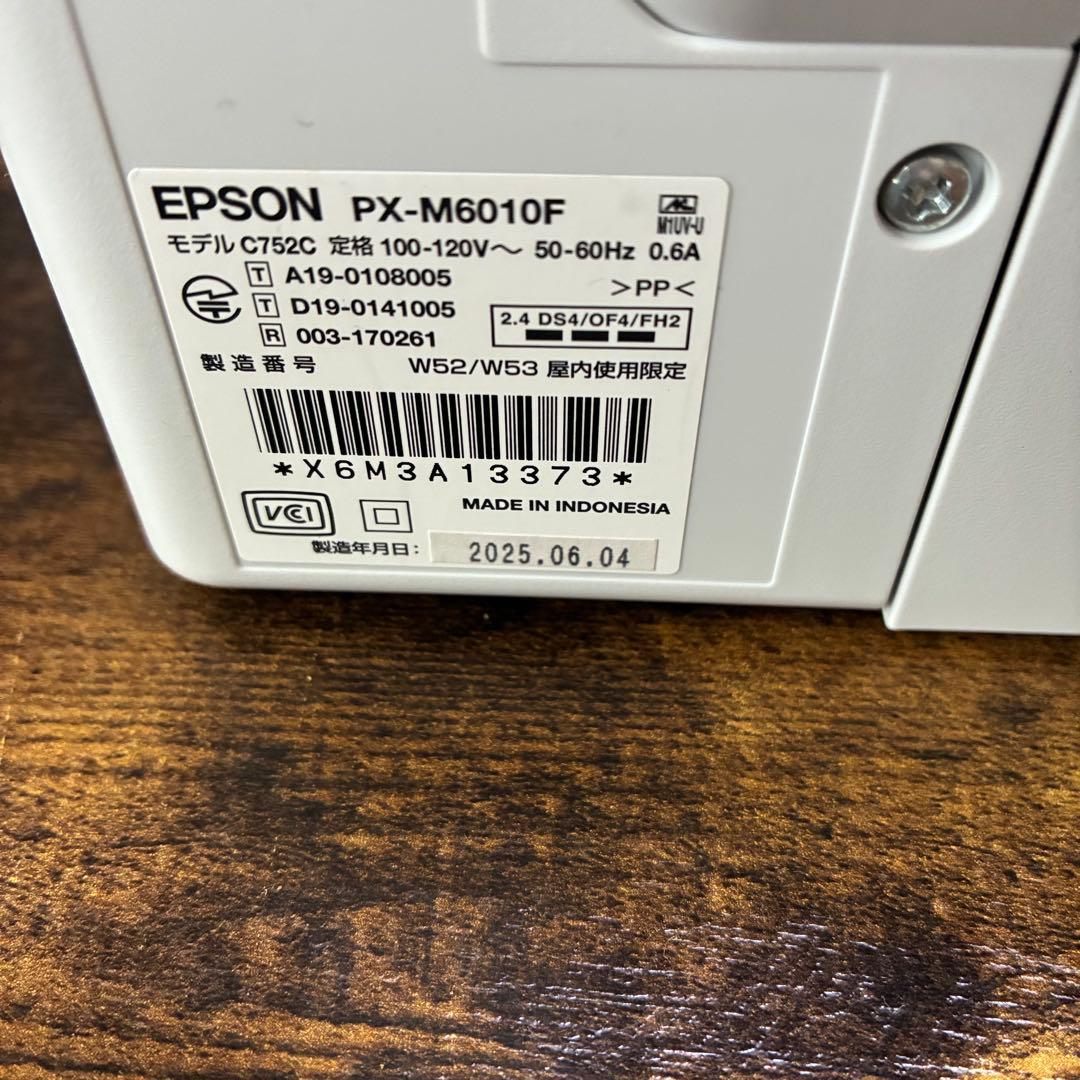 EPSON PX-M6010F
M1UV-U
モデル C752C 定格 100-120V～ 50-60Hz 0.6A
T A19-0108005
>PP<
T D19-0141005
2.4 DS4/OF4/FH2
R 003-170261
製造番号 W52/W53 屋内使用限定
*X6M3A13373*
VCCI
MADE IN INDONESIA
製造年月日: 2025.06.04